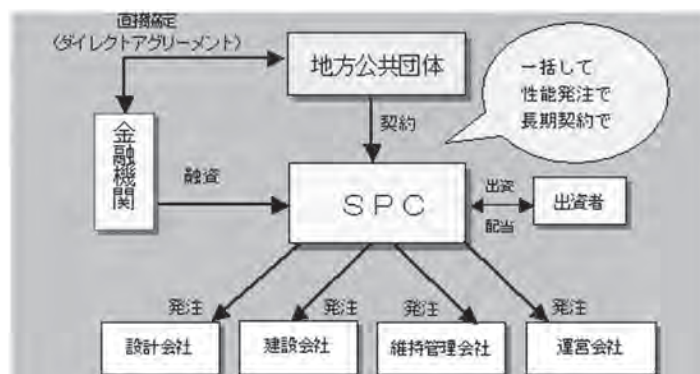 直接協定
(ダイレクトアグリーメント)
地方公共団体
一括して
性能発注で
長期契約で
契約
金融機関
融資
SPC
出資
配当
出資者
発注
発注
発注
発注
設計会社
建設会社
維持管理会社
運営会社